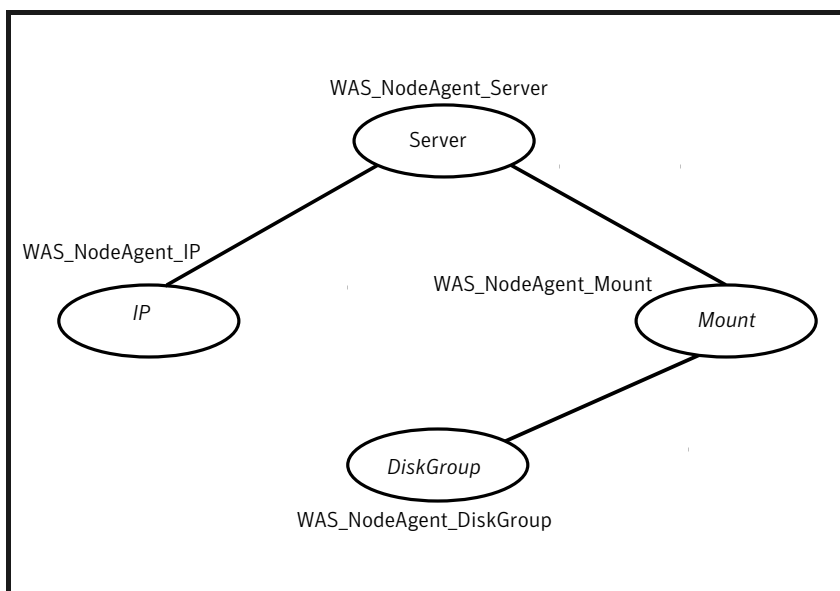 WAS_NodeAgent_Server
Server
WAS_NodeAgent_IP
IP
WAS_NodeAgent_Mount
Mount
DiskGroup
WAS_NodeAgent_DiskGroup